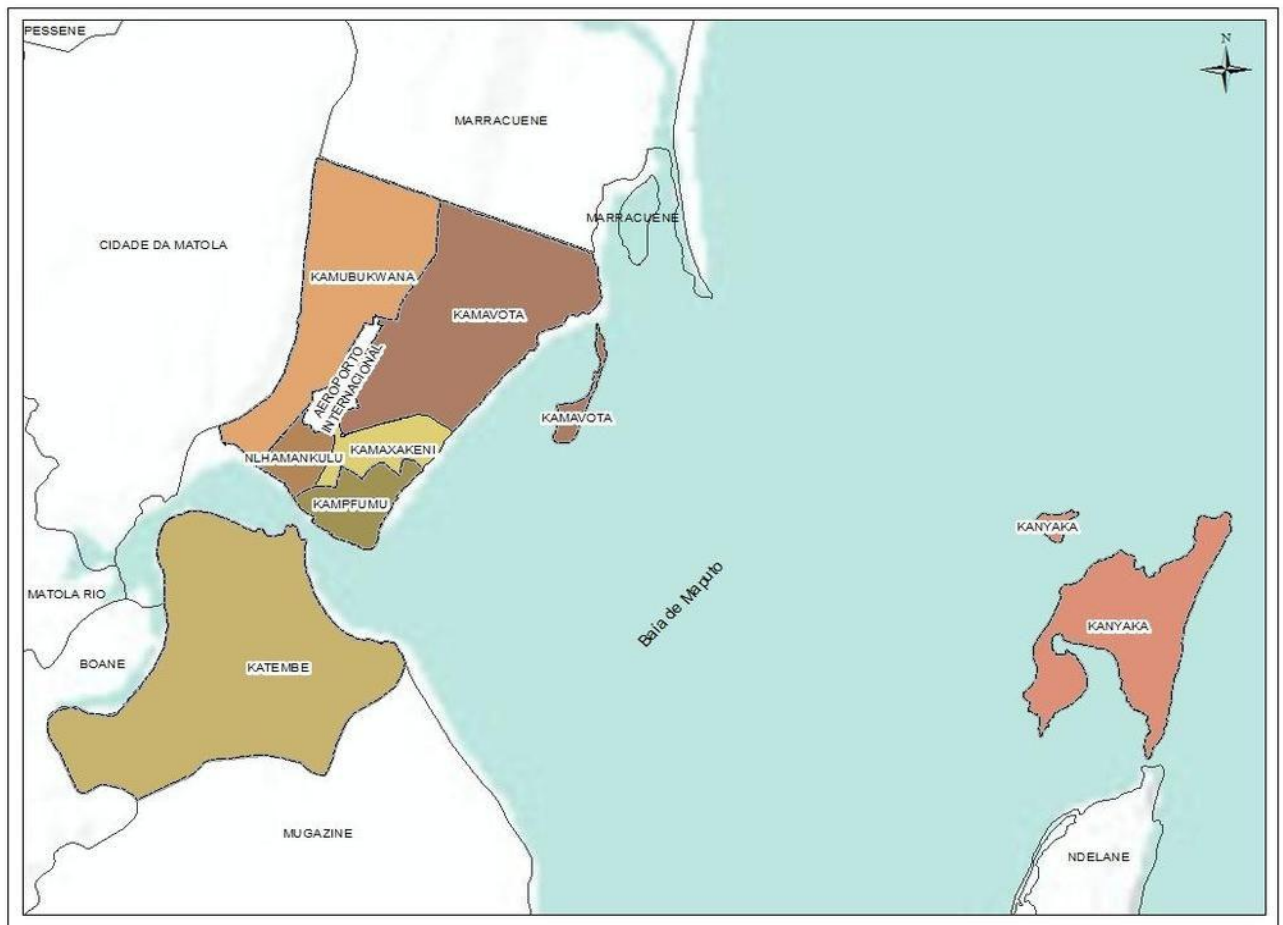 PESSENE
N
MARRACUENE
MARRACUENE
CIDADE DA MATOLA
KAMUBUKWANA
KAMAVOTA
AEROPORTO
INTERNACIONAL
KAMAVOTA
NLHAMANKULU
KAMAXAKENI
KAMPFUMU
KANYAKA
MATOLA RIO
Baía de Maputo
KANYAKA
BOANE
KATEMBE
MUGAZINE
NDELANE